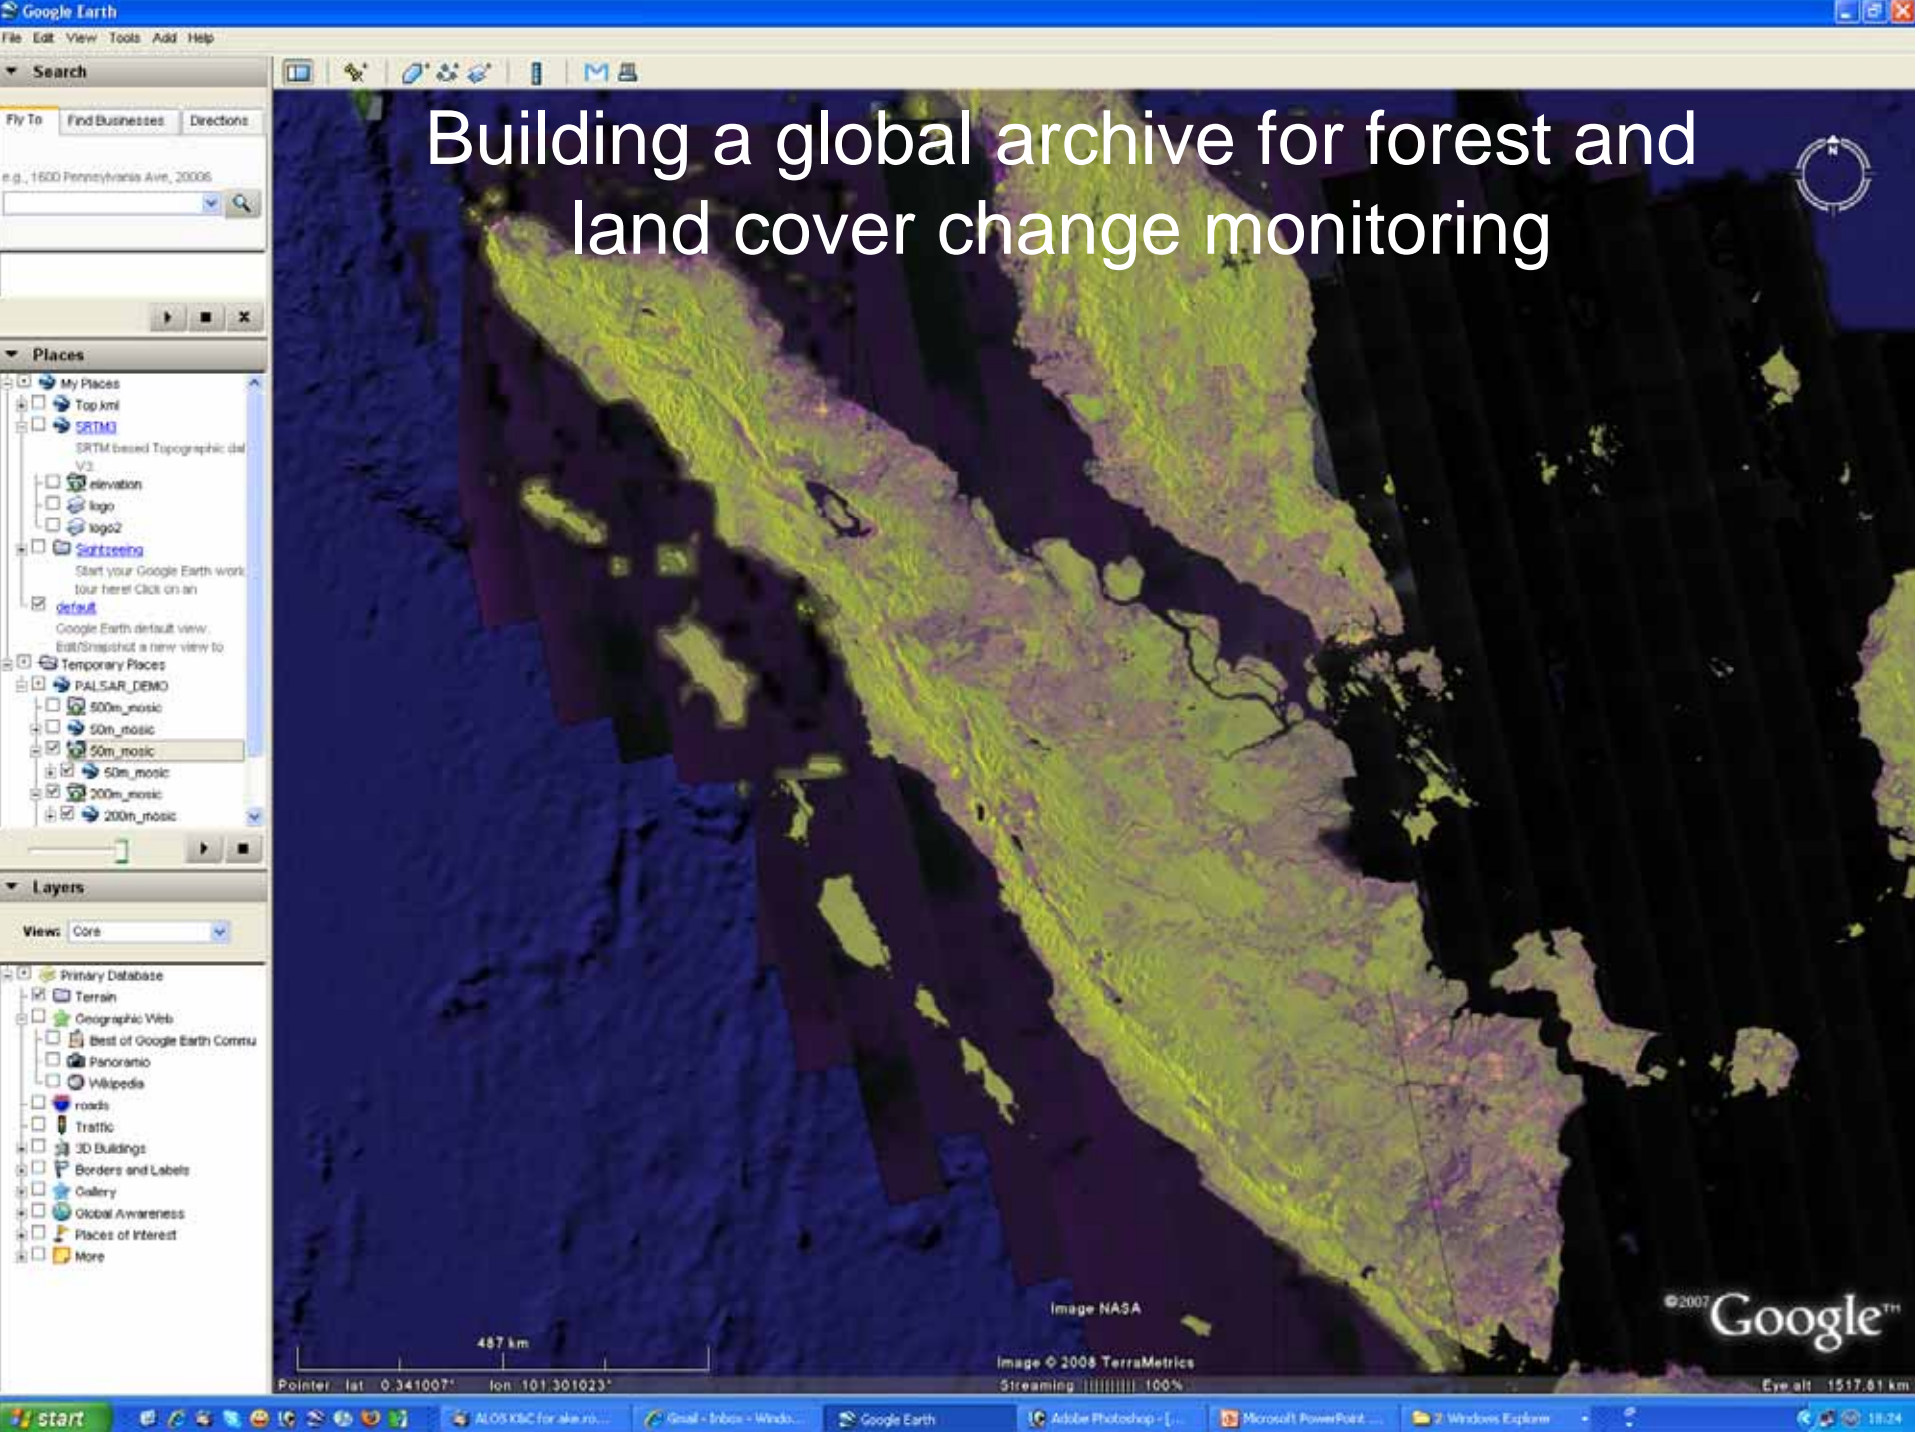 Google Earth
File Edit View Tools Add Help
Search
Fly To Find Businesses Directions
e.g., 1600 Pennsylvania Ave, 20006
Building a global archive for forest and
land cover change monitoring
N
Places
My Places
Top.kml
SRTM3
SRTM based Topographic dat
V3.
elevation
logo
logo2
Sightseeing
Start your Google Earth work
tour here! Click on an
default
Google Earth default view.
Edit/Snapshot a new view to
Temporary Places
PALSAR_DEMO
500m_mosic
50m_mosic
50m_mosic
50m_mosic
200m_mosic
200m_mosic
Layers
View: Core
Primary Database
Terrain
Geographic Web
Best of Google Earth Commu
Panoramio
Wikipedia
roads
Traffic
3D Buildings
Borders and Labels
Gallery
Global Awareness
Places of Interest
More
Image NASA
©2007 Google™
487 km
Image © 2008 TerraMetrics
Pointer lat 0.341007° lon 101.301023° Streaming 100% Eye alt 1517.61 km
start ALOS K&C for ake.ro... Gmail - Inbox - Windo... Google Earth Adobe Photoshop - [... Microsoft PowerPoint ... 2 Windows Explorer 18:24